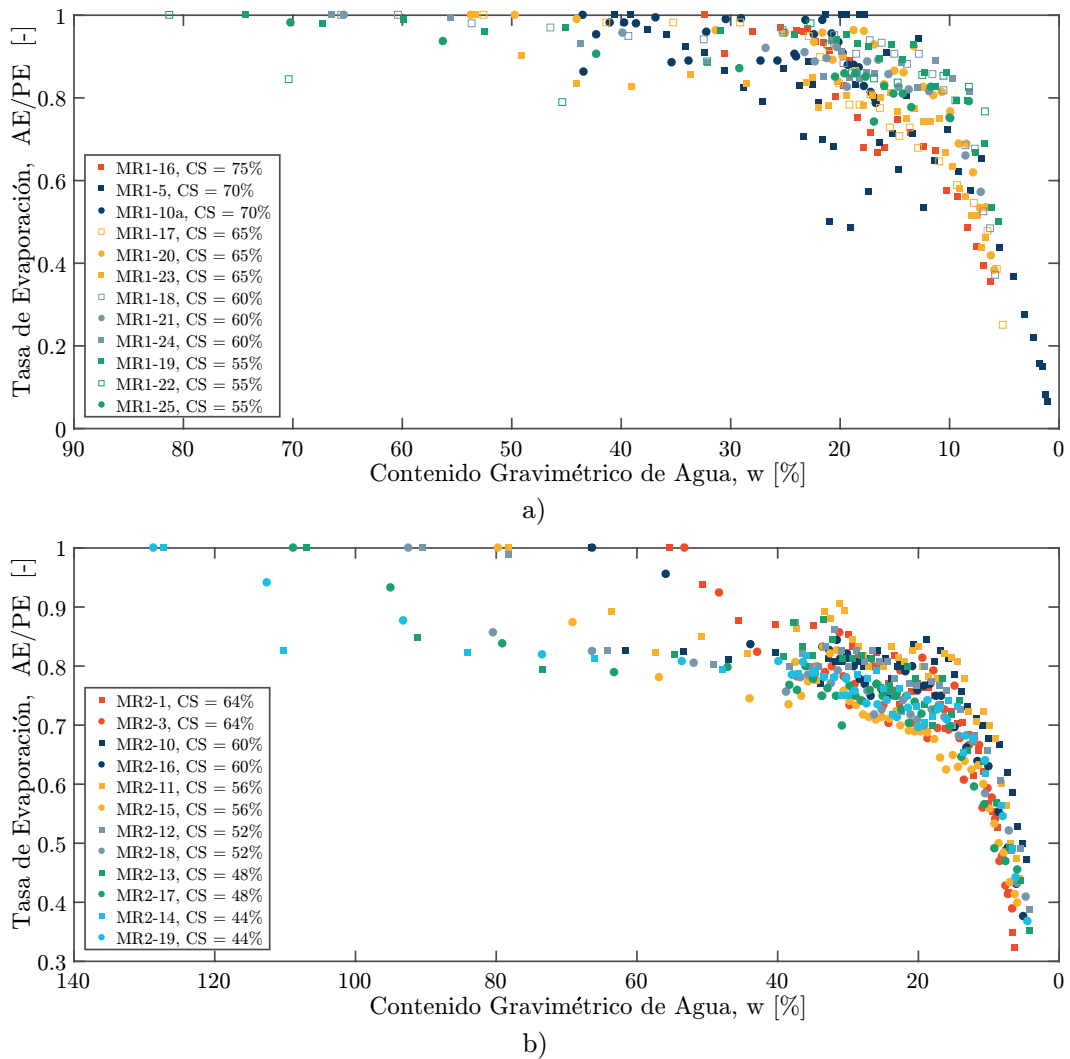 Tasa de Evaporación, AE/PE [-]
1
0.8
0.6
0.4
0.2
0
MR1-16, CS = 75%
MR1-5, CS = 70%
MR1-10a, CS = 70%
MR1-17, CS = 65%
MR1-20, CS = 65%
MR1-23, CS = 65%
MR1-18, CS = 60%
MR1-21, CS = 60%
MR1-24, CS = 60%
MR1-19, CS = 55%
MR1-22, CS = 55%
MR1-25, CS = 55%
90 80 70 60 50 40 30 20 10 0
Contenido Gravimétrico de Agua, w [%]
a)
Tasa de Evaporación, AE/PE [-]
1
0.9
0.8
0.7
0.6
0.5
0.4
0.3
MR2-1, CS = 64%
MR2-3, CS = 64%
MR2-10, CS = 60%
MR2-16, CS = 60%
MR2-11, CS = 56%
MR2-15, CS = 56%
MR2-12, CS = 52%
MR2-18, CS = 52%
MR2-13, CS = 48%
MR2-17, CS = 48%
MR2-14, CS = 44%
MR2-19, CS = 44%
140 120 100 80 60 40 20 0
Contenido Gravimétrico de Agua, w [%]
b)